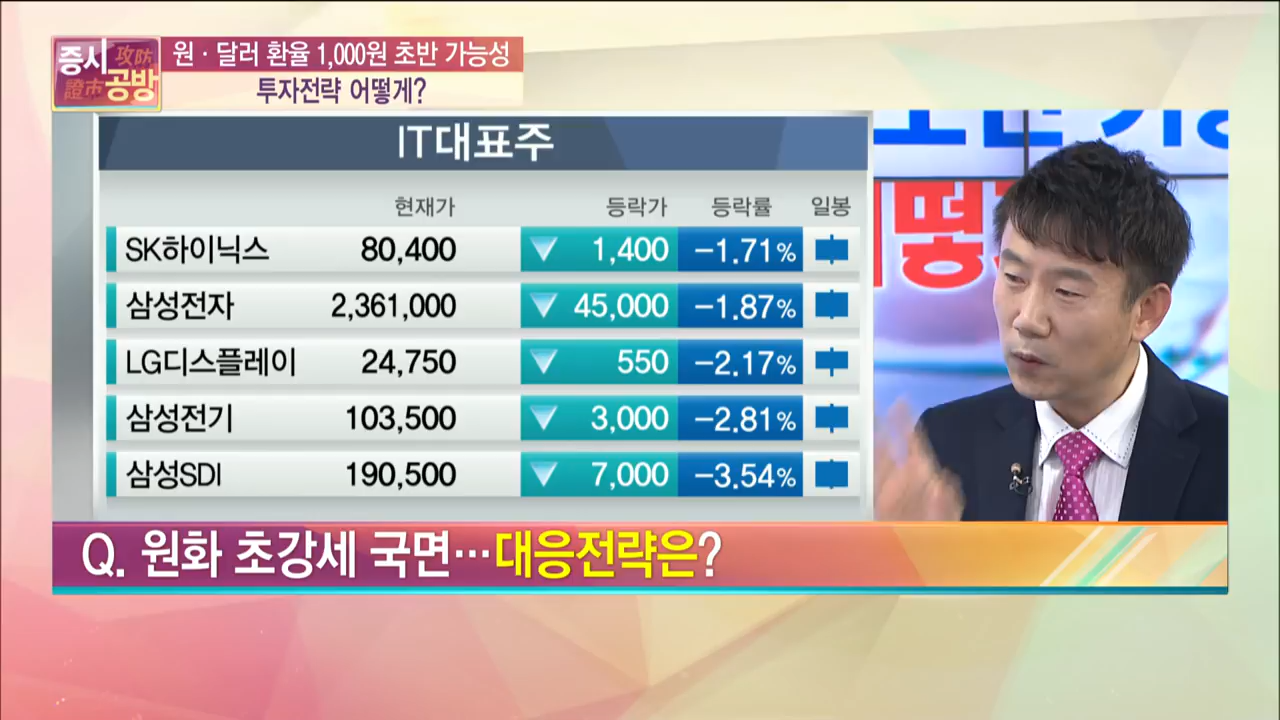 증시 攻防
證市 공방
원·달러 환율 1,000원 초반 가능성
투자전략 어떻게?
IT대표주
현재가 등락가 등락률 일봉
SK하이닉스 80,400 ▼ 1,400 -1.71%
삼성전자 2,361,000 ▼ 45,000 -1.87%
LG디스플레이 24,750 ▼ 550 -2.17%
삼성전기 103,500 ▼ 3,000 -2.81%
삼성SDI 190,500 ▼ 7,000 -3.54%
Q. 원화 초강세 국면…대응전략은?